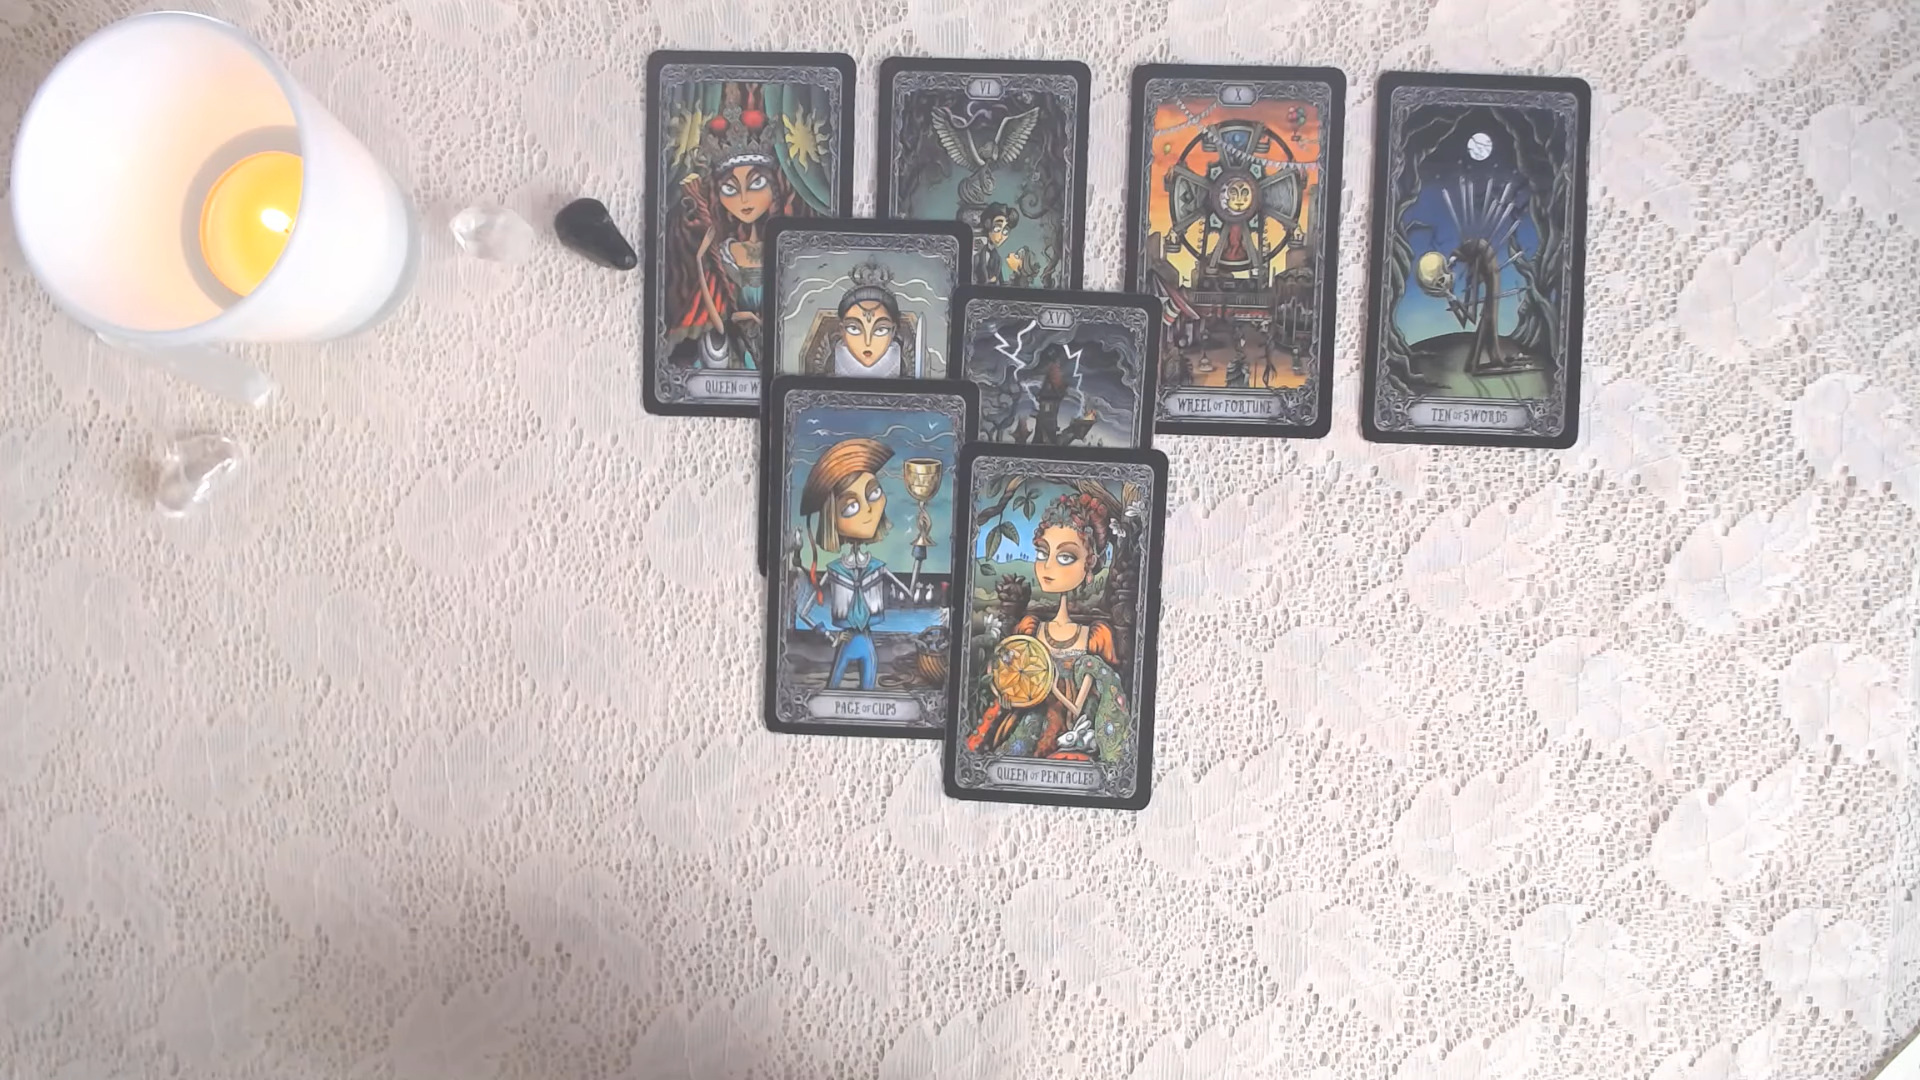 VI
X
QUEEN OF W
WHEEL OF FORTUNE
TEN OF SWORDS
XVI
PAGE OF CUPS
QUEEN OF PENTACLES